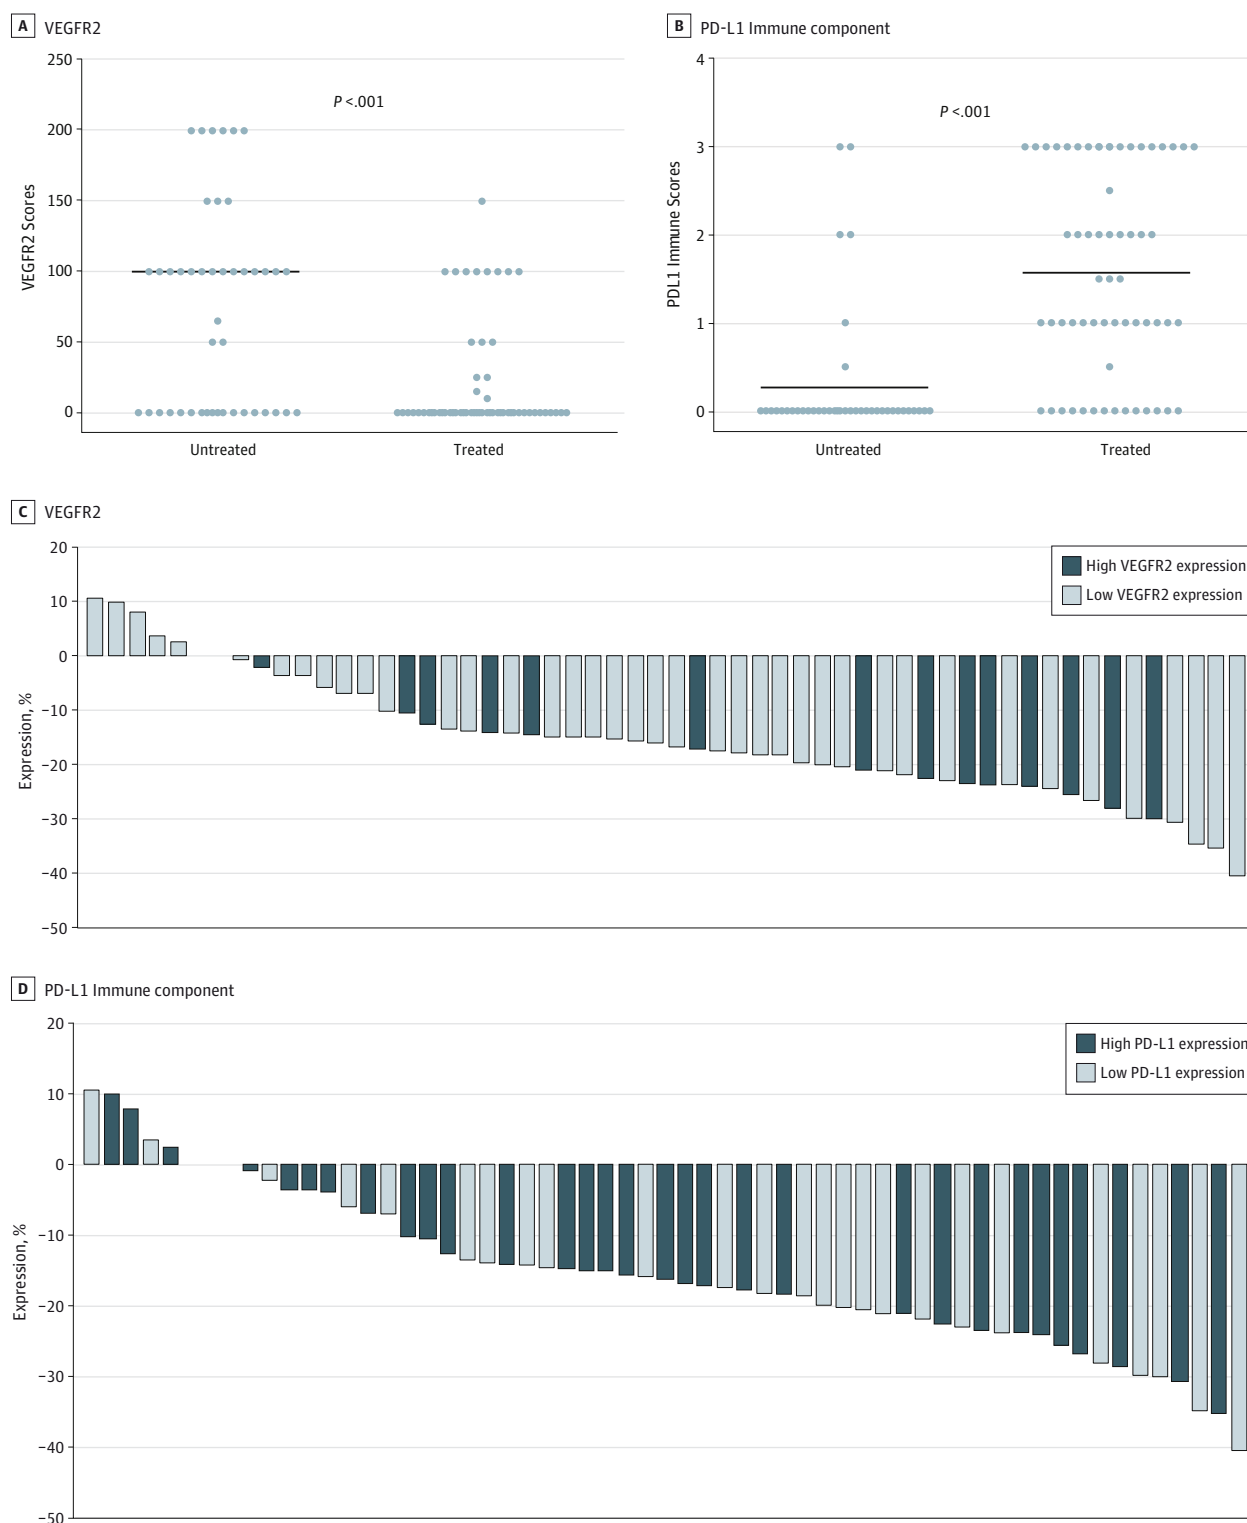 A VEGFR2
250
200
150
100
50
0
VEGFR2 Scores
P <.001
Untreated
Treated
B PD-L1 Immune component
4
3
2
1
0
PDL1 Immune Scores
P <.001
Untreated
Treated
C VEGFR2
20
10
0
−10
−20
−30
−40
−50
Expression, %
High VEGFR2 expression
Low VEGFR2 expression
D PD-L1 Immune component
20
10
0
−10
−20
−30
−40
−50
Expression, %
High PD-L1 expression
Low PD-L1 expression